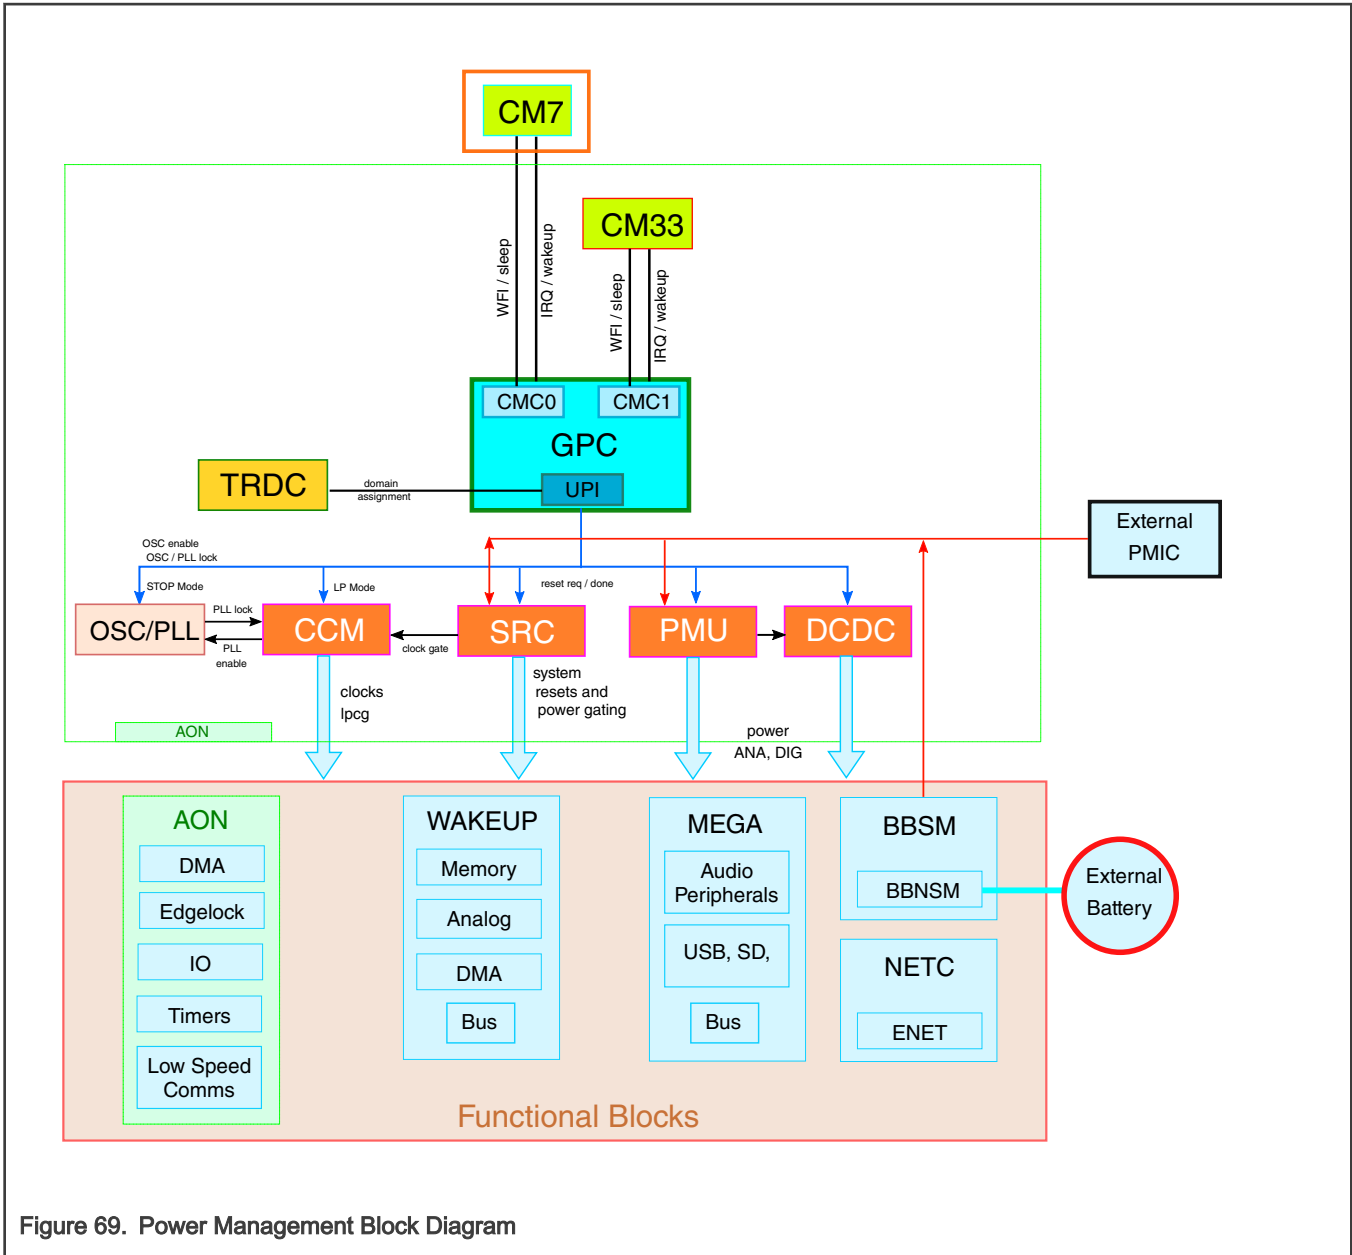 CM7
CM33
WFI / sleep
IRQ / wakeup
WFI / sleep
IRQ / wakeup
CMC0
CMC1
GPC
UPI
TRDC
domain
assignment
External
PMIC
OSC enable
OSC / PLL lock
STOP Mode
LP Mode
reset req / done
OSC/PLL
PLL lock
PLL
enable
CCM
clock gate
SRC
PMU
DCDC
clocks
lpcg
system
resets and
power gating
power
ANA, DIG
AON
AON
DMA
Edgelock
IO
Timers
Low Speed
Comms
WAKEUP
Memory
Analog
DMA
Bus
MEGA
Audio
Peripherals
USB, SD,
Bus
BBSM
BBNSM
External
Battery
NETC
ENET
Functional Blocks
Figure 69. Power Management Block Diagram